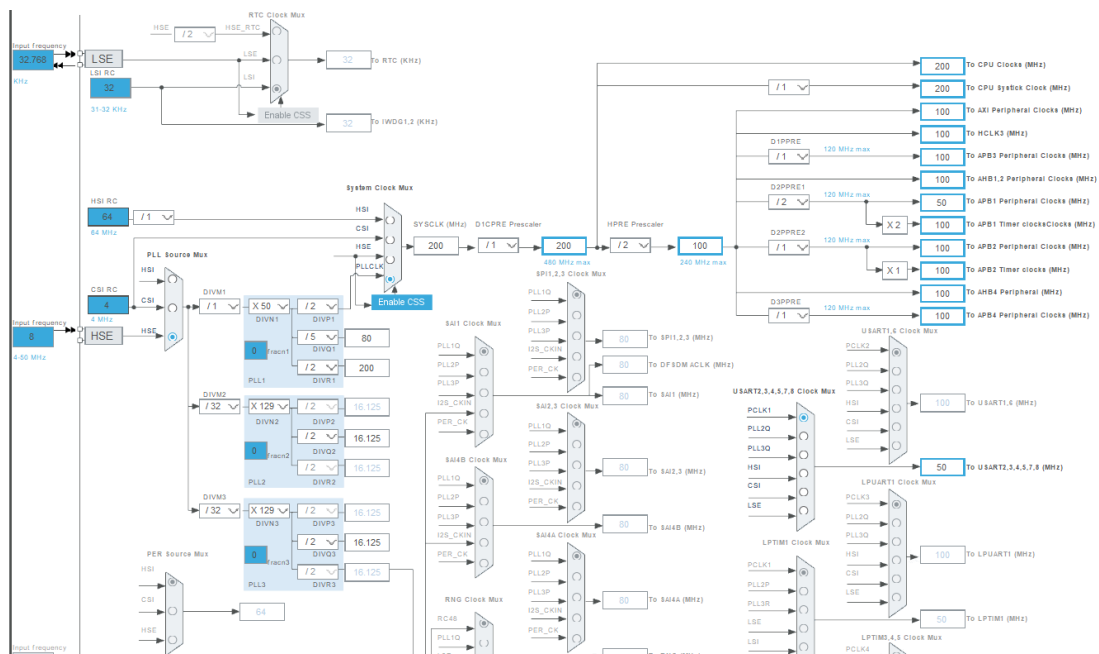 RTC Clock Mux
HSE / 2 HSE_RTC
Input frequency
32.768
KHz
LSE
LSE
32 To RTC (KHz)
LSI RC
32
31-32 KHz
LSI
Enable CSS
32 To IWDG1,2 (KHz)
200 To CPU Clocks (MHz)
/ 1 200 To CPU Systick Clock (MHz)
100 To AXI Peripheral Clocks (MHz)
100 To HCLK3 (MHz)
D1PPRE
/ 1 120 MHz max 100 To APB3 Peripheral Clocks (MHz)
100 To AHB1,2 Peripheral Clocks (MHz)
D2PPRE1
/ 2 120 MHz max 50 To APB1 Peripheral Clocks (MHz)
X 2 100 To APB1 Timer clocksClocks (MHz)
D2PPRE2
/ 1 120 MHz max 100 To APB2 Peripheral Clocks (MHz)
X 1 100 To APB2 Timer clocks (MHz)
100 To AHB4 Peripheral (MHz)
D3PPRE
/ 1 120 MHz max 100 To APB4 Peripheral Clocks (MHz)
System Clock Mux
HSI RC
64
64 MHz
/ 1
HSI
CSI
HSE
PLLCLK
Enable CSS
SYSCLK (MHz)
200
D1CPRE Prescaler
/ 1
200
480 MHz max
HPRE Prescaler
/ 2
100
240 MHz max
PLL Source Mux
HSI
CSI
HSE
CSI RC
4
4 MHz
Input frequency
8
4-50 MHz
HSE
DIVM1
/ 1
X 50
DIVN1
/ 2
DIVP1
/ 5
DIVQ1
80
0
fracn1
/ 2
DIVR1
200
PLL1
DIVM2
/ 32
X 129
DIVN2
/ 2
DIVP2
16.125
/ 2
DIVQ2
16.125
0
fracn2
/ 2
DIVR2
16.125
PLL2
DIVM3
/ 32
X 129
DIVN3
/ 2
DIVP3
16.125
/ 2
DIVQ3
16.125
0
fracn3
/ 2
DIVR3
16.125
PLL3
PER Source Mux
HSI
CSI
HSE
64
Input frequency
SPI1,2,3 Clock Mux
PLL1Q
PLL2P
PLL3P
I2S_CKIN
PER_CK
80 To SPI1,2,3 (MHz)
80 To DFSDM ACLK (MHz)
SAI1 Clock Mux
PLL1Q
PLL2P
PLL3P
I2S_CKIN
PER_CK
80 To SAI1 (MHz)
SAI2,3 Clock Mux
PLL1Q
PLL2P
PLL3P
I2S_CKIN
PER_CK
80 To SAI2,3 (MHz)
SAI4B Clock Mux
PLL1Q
PLL2P
PLL3P
I2S_CKIN
PER_CK
80 To SAI4B (MHz)
SAI4A Clock Mux
PLL1Q
PLL2P
PLL3P
I2S_CKIN
PER_CK
80 To SAI4A (MHz)
RNG Clock Mux
RC48
PLL1Q
USART1,6 Clock Mux
PCLK2
PLL2Q
PLL3Q
HSI
CSI
LSE
100 To USART1,6 (MHz)
USART2,3,4,5,7,8 Clock Mux
PCLK1
PLL2Q
PLL3Q
HSI
CSI
LSE
50 To USART2,3,4,5,7,8 (MHz)
LPUART1 Clock Mux
PCLK3
PLL2Q
PLL3Q
HSI
CSI
LSE
100 To LPUART1 (MHz)
LPTIM1 Clock Mux
PCLK1
PLL2P
PLL3R
LSE
LSI
50 To LPTIM1 (MHz)
LPTIM3,4,5 Clock Mux
PCLK4